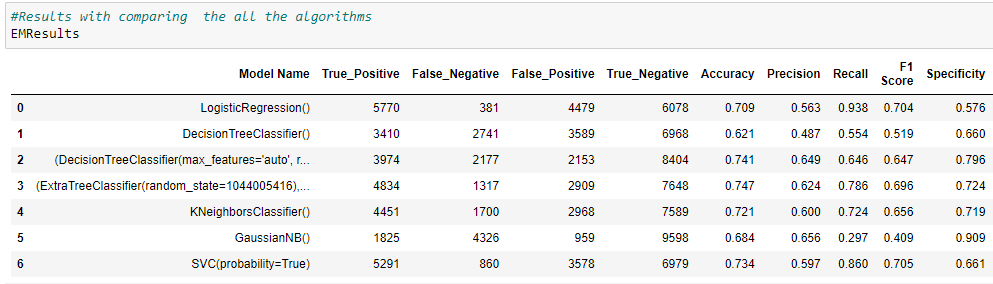 #Results with comparing  the all the algorithms
EMResults
Model Name True_Positive False_Negative False_Positive True_Negative Accuracy Precision Recall F1 Score Specificity
0 LogisticRegression() 5770 381 4479 6078 0.709 0.563 0.938 0.704 0.576
1 DecisionTreeClassifier() 3410 2741 3589 6968 0.621 0.487 0.554 0.519 0.660
2 (DecisionTreeClassifier(max_features='auto', r... 3974 2177 2153 8404 0.741 0.649 0.646 0.647 0.796
3 (ExtraTreeClassifier(random_state=1044005416),... 4834 1317 2909 7648 0.747 0.624 0.786 0.696 0.724
4 KNeighborsClassifier() 4451 1700 2968 7589 0.721 0.600 0.724 0.656 0.719
5 GaussianNB() 1825 4326 959 9598 0.684 0.656 0.297 0.409 0.909
6 SVC(probability=True) 5291 860 3578 6979 0.734 0.597 0.860 0.705 0.661